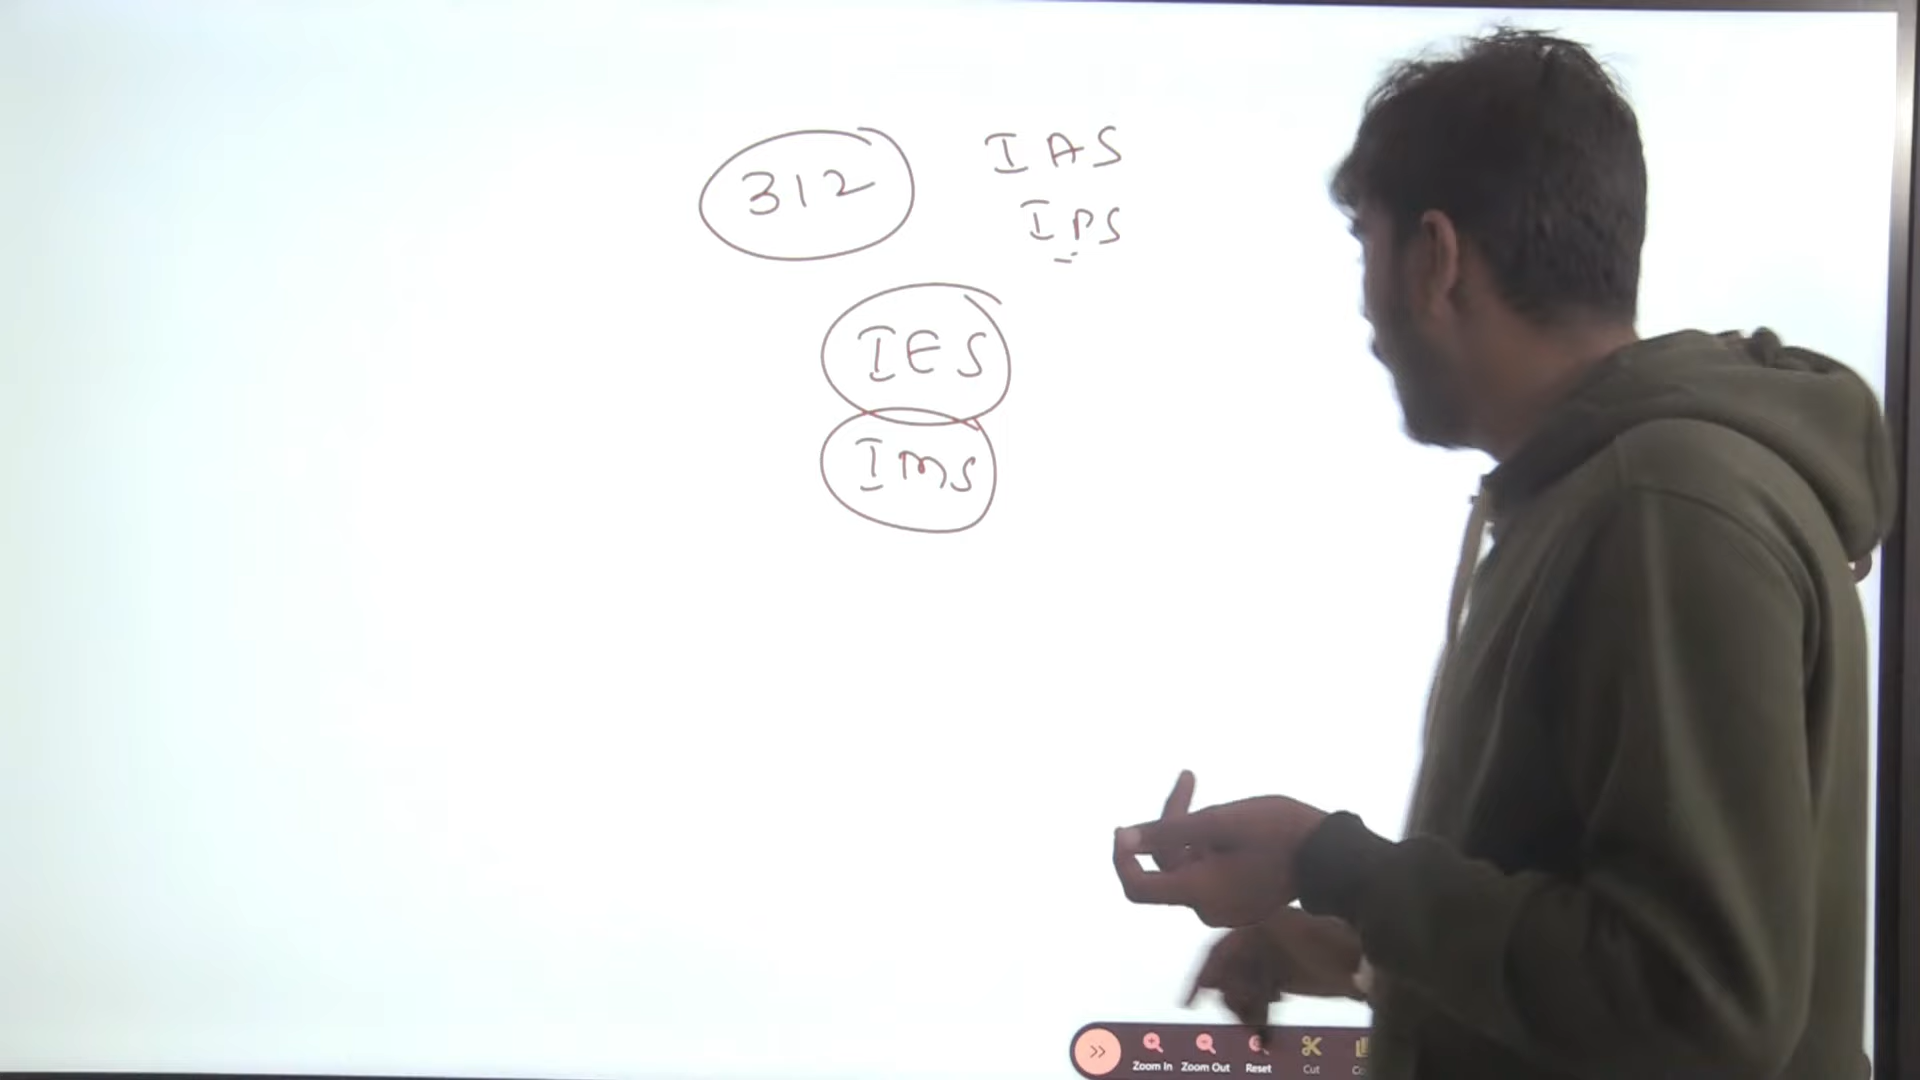 312 IAS
IPS
IES
IMS
Zoom In Zoom Out Reset Cut